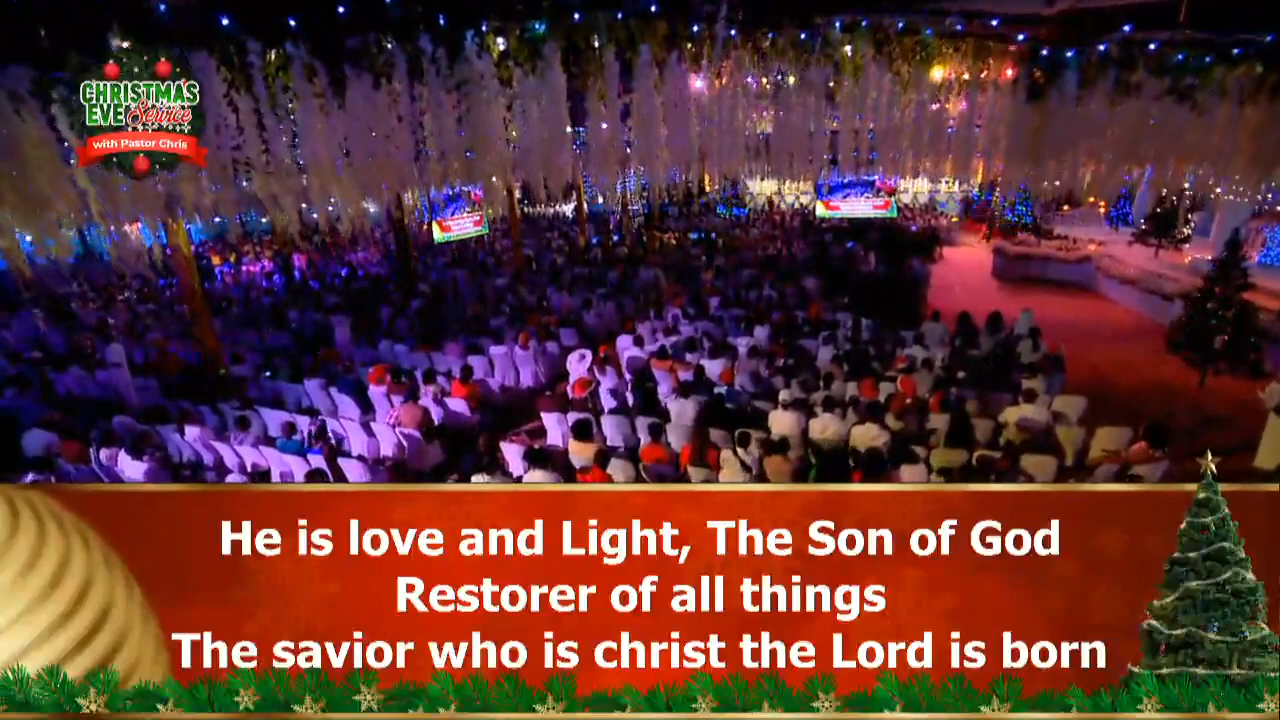 CHRISTMAS
EVE Service
with Pastor Chris
He is love and Light, The Son of God
Restorer of all things
The savior who is christ the Lord is born